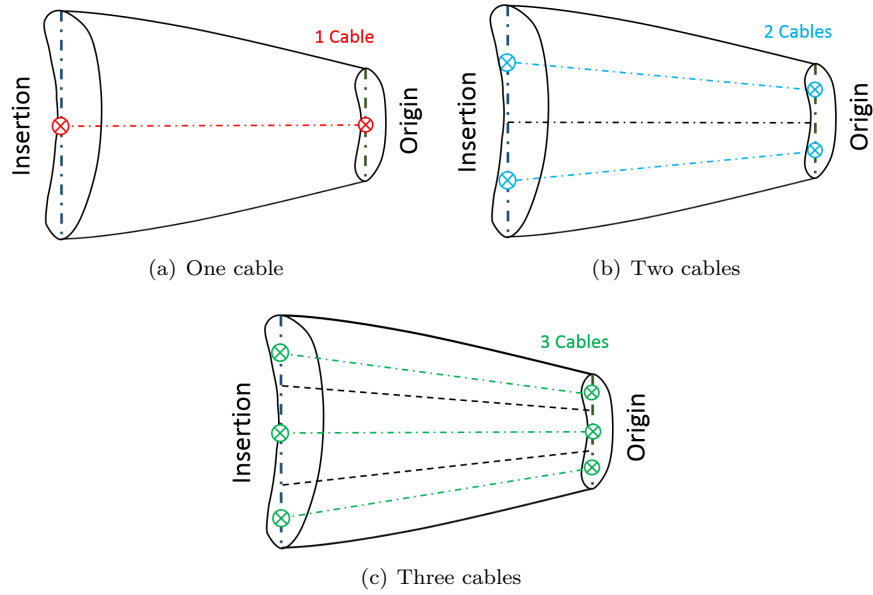 1 Cable
Insertion
Origin
(a) One cable
2 Cables
Insertion
Origin
(b) Two cables
3 Cables
Insertion
Origin
(c) Three cables